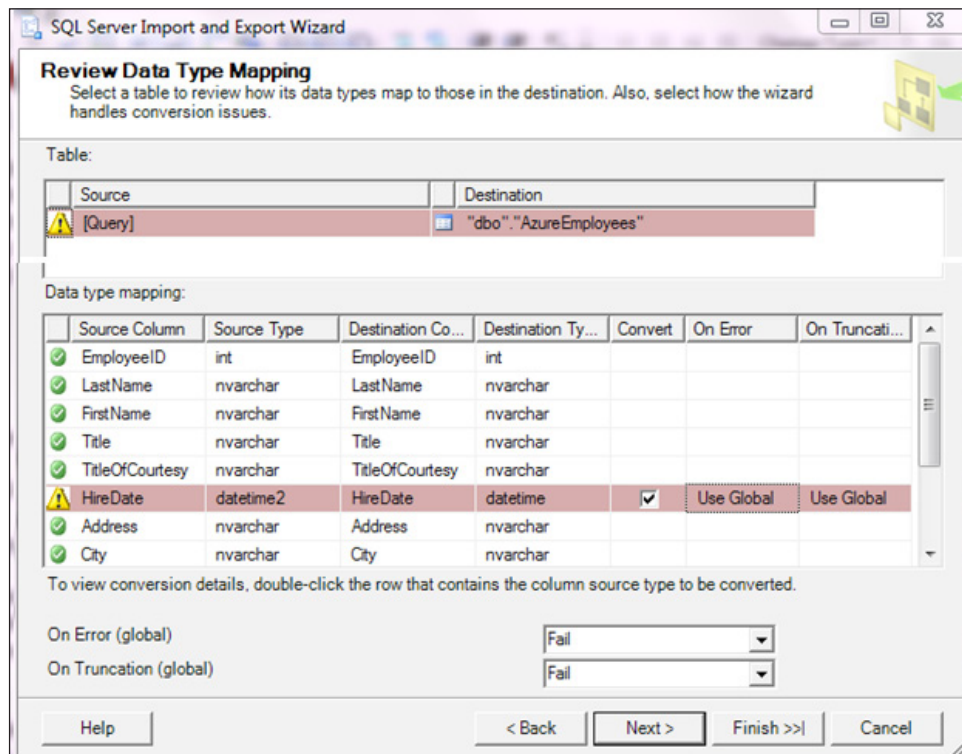 SQL Server Import and Export Wizard
Review Data Type Mapping
Select a table to review how its data types map to those in the destination. Also, select how the wizard
handles conversion issues.
Table:
Source Destination
[Query] "dbo"."AzureEmployees"
Data type mapping:
Source Column Source Type Destination Co... Destination Ty... Convert On Error On Truncati...
EmployeeID int EmployeeID int
LastName nvarchar LastName nvarchar
FirstName nvarchar FirstName nvarchar
Title nvarchar Title nvarchar
TitleOfCourtesy nvarchar TitleOfCourtesy nvarchar
HireDate datetime2 HireDate datetime Use Global Use Global
Address nvarchar Address nvarchar
City nvarchar City nvarchar
To view conversion details, double-click the row that contains the column source type to be converted.
On Error (global) Fail
On Truncation (global) Fail
Help < Back Next > Finish >>| Cancel